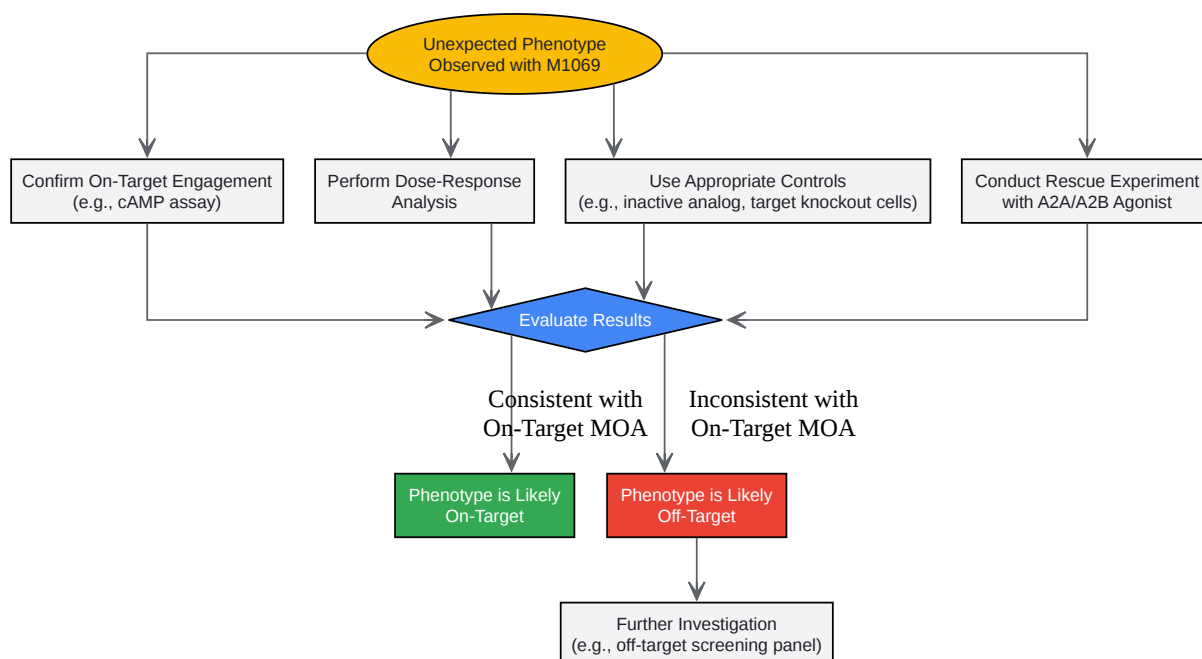 Unexpected Phenotype
Observed with M1069
Confirm On-Target Engagement
(e.g., cAMP assay)
Perform Dose-Response
Analysis
Use Appropriate Controls
(e.g., inactive analog, target knockout cells)
Conduct Rescue Experiment
with A2A/A2B Agonist
Evaluate Results
Consistent with
On-Target MOA
Inconsistent with
On-Target MOA
Phenotype is Likely
On-Target
Phenotype is Likely
Off-Target
Further Investigation
(e.g., off-target screening panel)